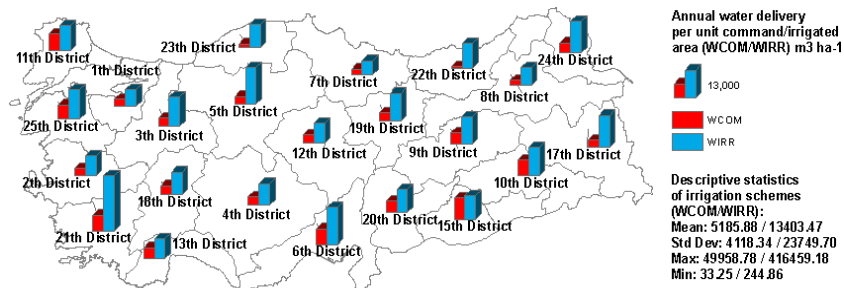 23th District
11th District
1th District
7th District
22th District
24th District
8th District
25th District
3th District
5th District
19th District
12th District
9th District
17th District
2th District
18th District
4th District
10th District
20th District
15th District
21th District
13th District
6th District
Annual water delivery
per unit command/irrigated
area (WCOM/WIRR) m3 ha-1
13,000
WCOM
WIRR
Descriptive statistics
of irrigation schemes
(WCOM/WIRR):
Mean: 5185.88 / 13403.47
Std Dev: 4118.34 / 23749.70
Max: 49958.78 / 416459.18
Min: 33.25 / 244.86